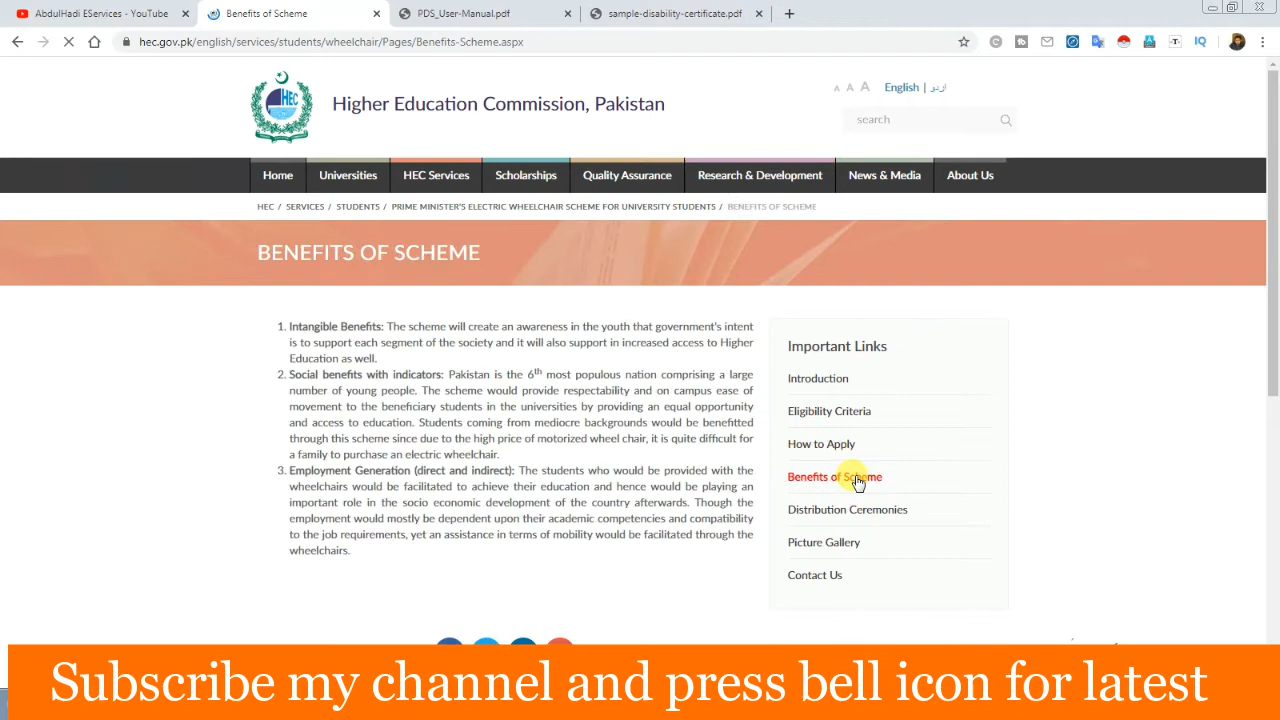 AbdulHadi EServices - YouTube
Benefits of Scheme
PDS_User-Manual.pdf
sample-disability-certificate.pdf
hec.gov.pk/english/services/students/wheelchair/Pages/Benefits-Scheme.aspx
A A A English | اردو
HEC
Higher Education Commission, Pakistan
search
Home Universities HEC Services Scholarships Quality Assurance Research & Development News & Media About Us
HEC / SERVICES / STUDENTS / PRIME MINISTER'S ELECTRIC WHEELCHAIR SCHEME FOR UNIVERSITY STUDENTS / BENEFITS OF SCHEME
BENEFITS OF SCHEME
1. Intangible Benefits: The scheme will create an awareness in the youth that government's intent
is to support each segment of the society and it will also support in increased access to Higher
Education as well.
2. Social benefits with indicators: Pakistan is the 6th most populous nation comprising a large
number of young people. The scheme would provide respectability and on campus ease of
movement to the beneficiary students in the universities by providing an equal opportunity
and access to education. Students coming from mediocre backgrounds would be benefitted
through this scheme since due to the high price of motorized wheel chair, it is quite difficult for
a family to purchase an electric wheelchair.
3. Employment Generation (direct and indirect): The students who would be provided with the
wheelchairs would be facilitated to achieve their education and hence would be playing an
important role in the socio economic development of the country afterwards. Though the
employment would mostly be dependent upon their academic competencies and compatibility
to the job requirements, yet an assistance in terms of mobility would be facilitated through the
wheelchairs.
Important Links
Introduction
Eligibility Criteria
How to Apply
Benefits of Scheme
Distribution Ceremonies
Picture Gallery
Contact Us
Subscribe my channel and press bell icon for latest